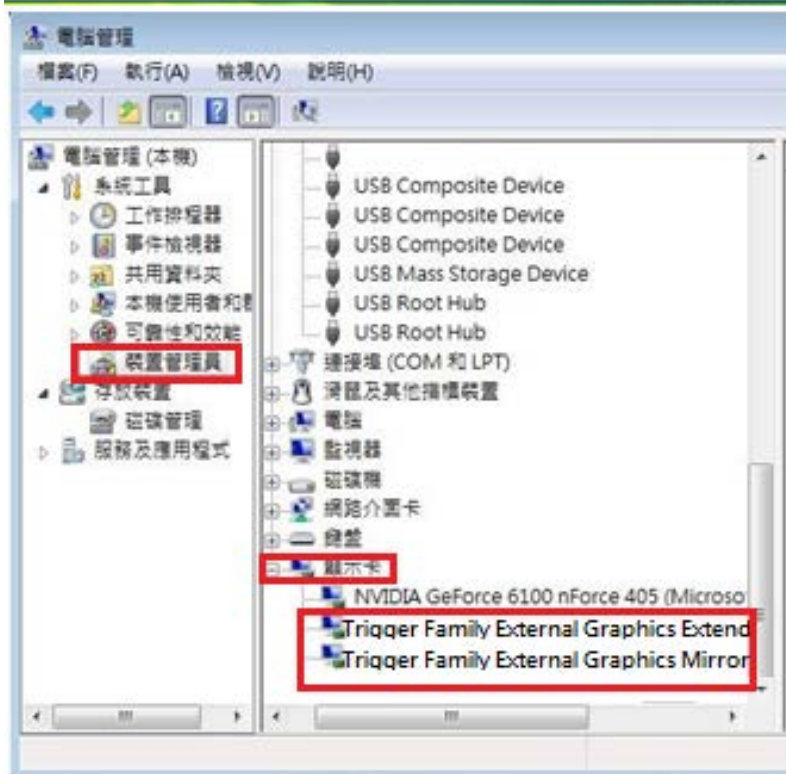 電腦管理
檔案(F) 執行(A) 檢視(V) 說明(H)
電腦管理 (本機)
系統工具
工作排程器
事件檢視器
共用資料夾
本機使用者和
可靠性和效能
裝置管理員
存放裝置
磁碟管理
服務及應用程式
USB Composite Device
USB Composite Device
USB Composite Device
USB Mass Storage Device
USB Root Hub
USB Root Hub
連接埠 (COM 和 LPT)
滑鼠及其他指標裝置
電腦
監視器
磁碟機
網路介面卡
鍵盤
顯示卡
NVIDIA GeForce 6100 nForce 405 (Microso
Trigger Family External Graphics Extend
Trigger Family External Graphics Mirror